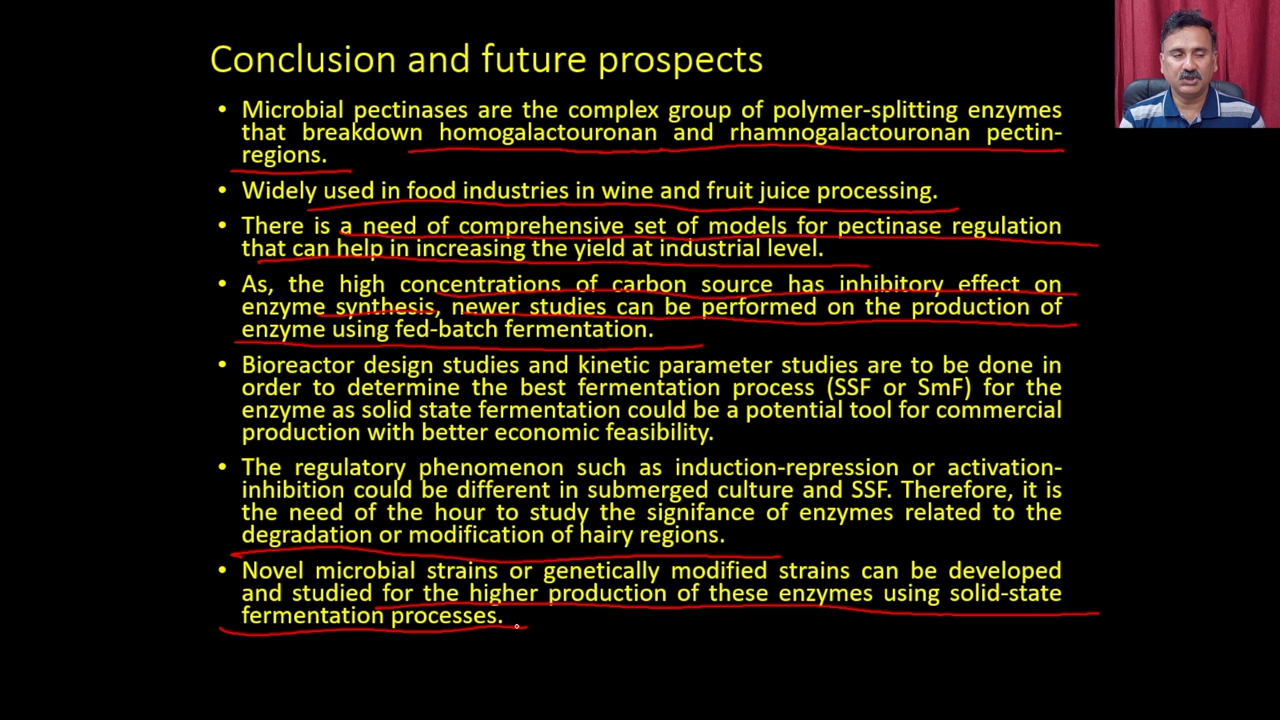 Conclusion and future prospects
• Microbial pectinases are the complex group of polymer-splitting enzymes
that breakdown homogalactouronan and rhamnogalactouronan pectin-
regions.
• Widely used in food industries in wine and fruit juice processing.
• There is a need of comprehensive set of models for pectinase regulation
that can help in increasing the yield at industrial level.
• As, the high concentrations of carbon source has inhibitory effect on
enzyme synthesis, newer studies can be performed on the production of
enzyme using fed-batch fermentation.
• Bioreactor design studies and kinetic parameter studies are to be done in
order to determine the best fermentation process (SSF or SmF) for the
enzyme as solid state fermentation could be a potential tool for commercial
production with better economic feasibility.
• The regulatory phenomenon such as induction-repression or activation-
inhibition could be different in submerged culture and SSF. Therefore, it is
the need of the hour to study the signifance of enzymes related to the
degradation or modification of hairy regions.
• Novel microbial strains or genetically modified strains can be developed
and studied for the higher production of these enzymes using solid-state
fermentation processes.